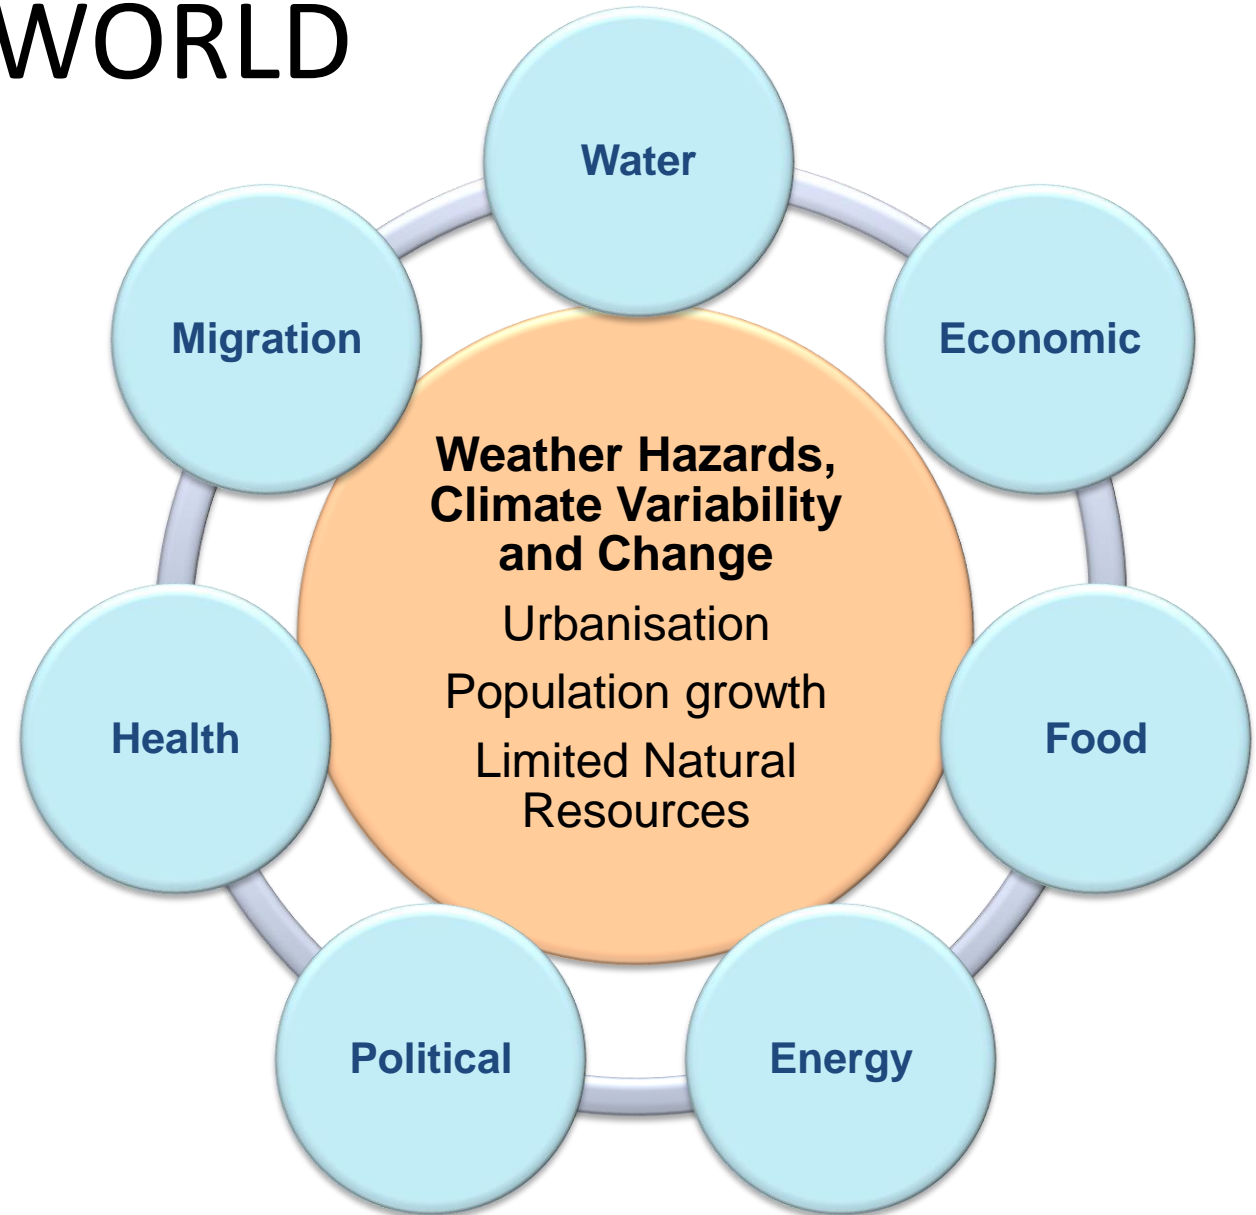 WORLD
Water
Economic
Food
Energy
Political
Health
Migration
Weather Hazards,
Climate Variability
and Change
Urbanisation
Population growth
Limited Natural
Resources